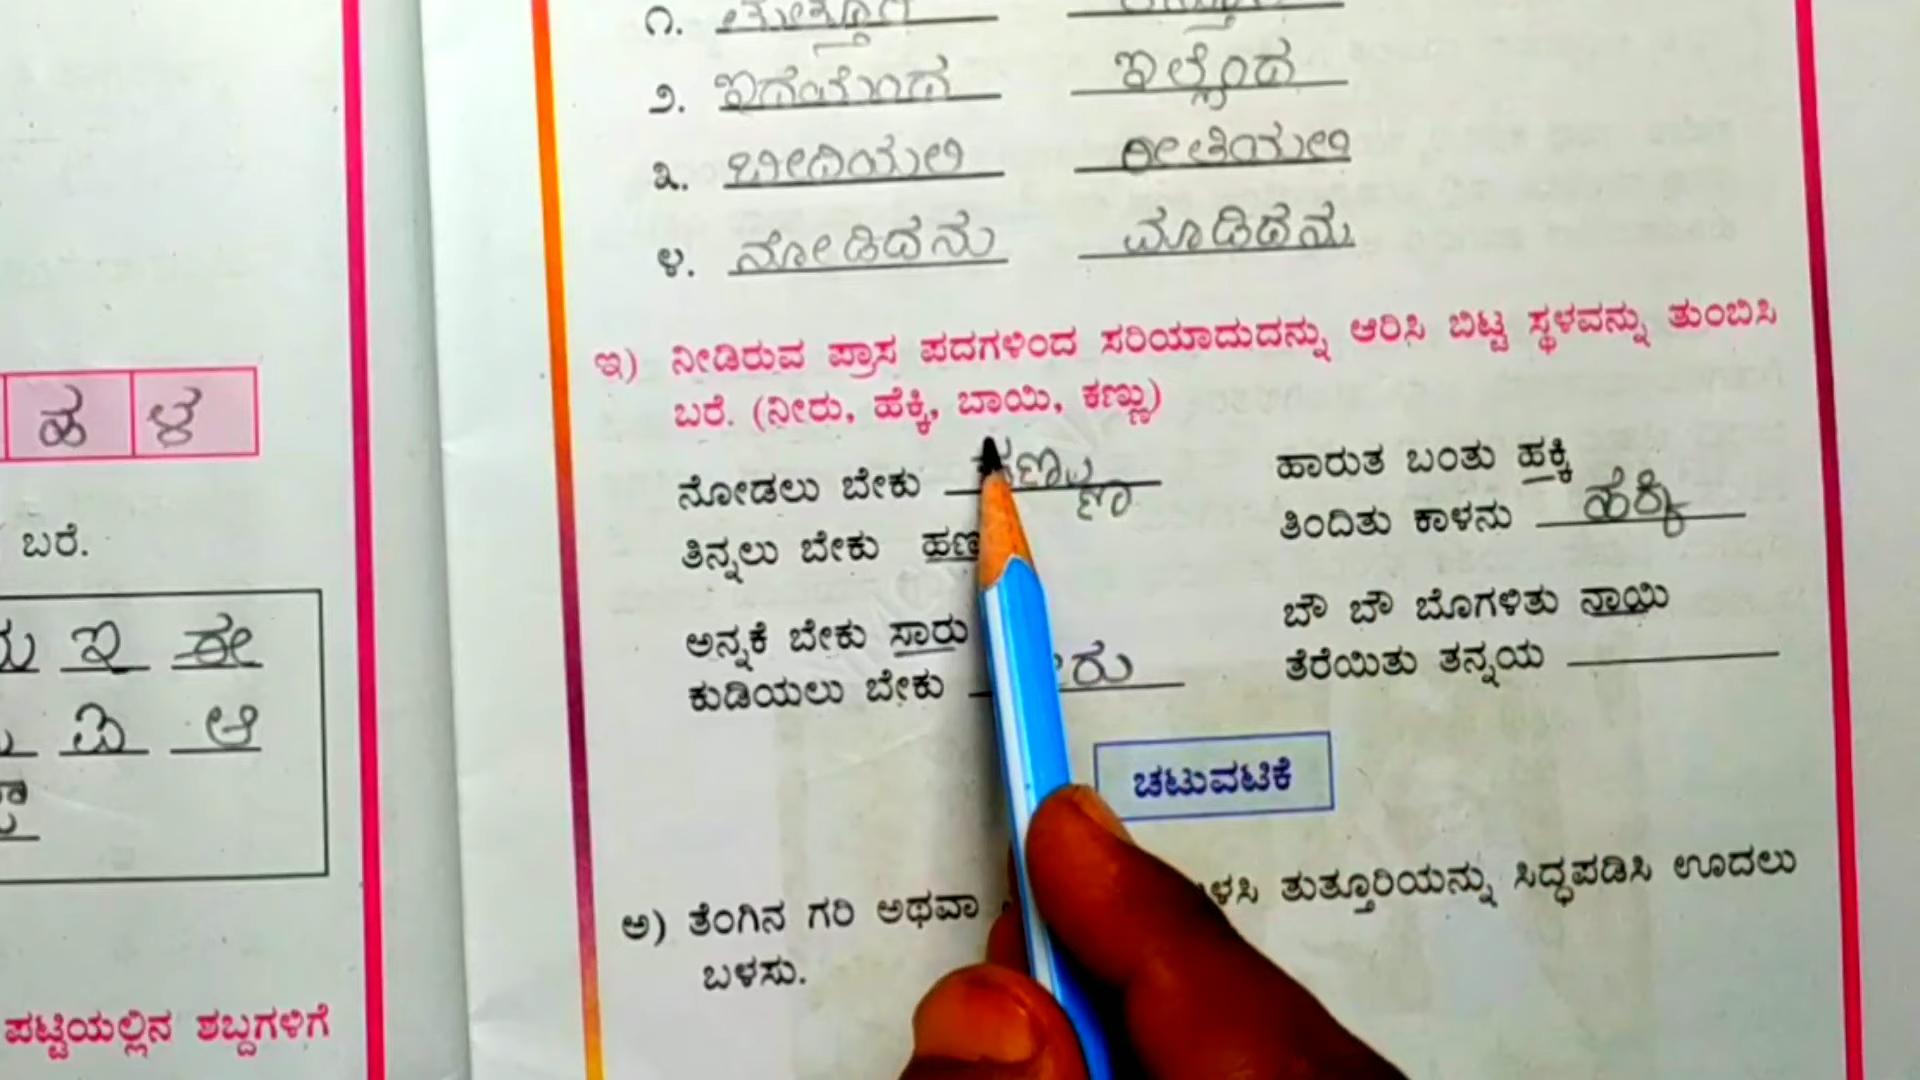 ೧.
೨. ಇದೆಯೆಂದ ಇಲ್ಲೆಂದ
೩. ಬೀದಿಯಲಿ ರೀತಿಯಲಿ
೪. ನೋಡಿದನು ಮಾಡಿದನು
ಇ) ನೀಡಿರುವ ಪ್ರಾಸ ಪದಗಳಿಂದ ಸರಿಯಾದುದನ್ನು ಆರಿಸಿ ಬಿಟ್ಟ ಸ್ಥಳವನ್ನು ತುಂಬಿಸಿ
ಬರೆ. (ನೀರು, ಹೆಕ್ಕಿ, ಬಾಯಿ, ಕಣ್ಣು)
ನೋಡಲು ಬೇಕು
ತಿನ್ನಲು ಬೇಕು
ಅನ್ನಕೆ ಬೇಕು ಸಾರು
ಕುಡಿಯಲು ಬೇಕು
ಹಾರುತ ಬಂತು ಹಕ್ಕಿ
ತಿಂದಿತು ಕಾಳನು ಹೆಕ್ಕಿ
ಬೌ ಬೌ ಬೊಗಳಿತು ನಾಯಿ
ತೆರೆಯಿತು ತನ್ನಯ
ಚಟುವಟಿಕೆ
ಅ) ತೆಂಗಿನ ಗರಿ ಅಥವಾ ತುತ್ತೂರಿಯನ್ನು ಸಿದ್ಧಪಡಿಸಿ ಊದಲು
ಬಳಸು.
ಹ ಳ
ಬರೆ.
ಇ ಈ
ಎ ಆ
ಪಟ್ಟಿಯಲ್ಲಿನ ಶಬ್ದಗಳಿಗೆ